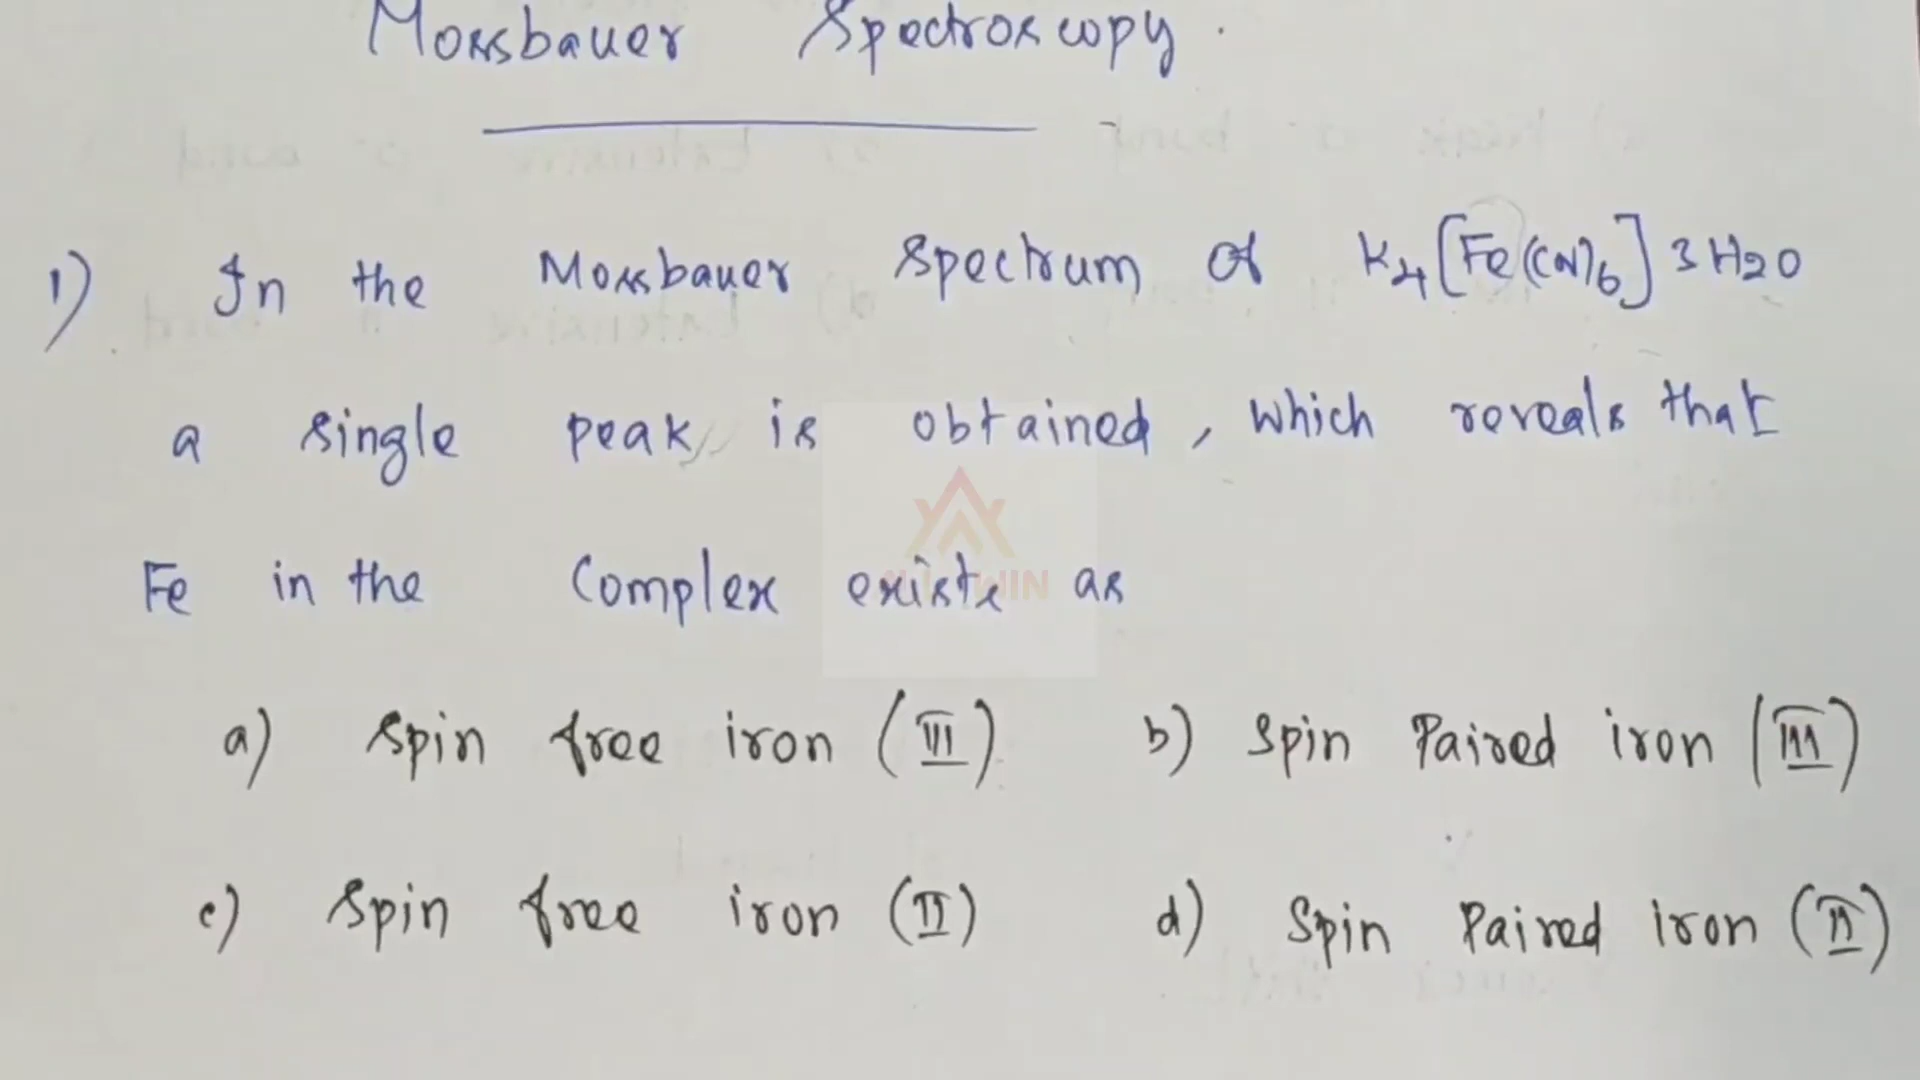 Mossbauer Spectroscopy.
1) In the Mossbauer spectrum of K4[Fe(CN)6] 3H2O
a single peak is obtained, which reveals that
Fe in the Complex exists as
a) spin free iron (III) b) Spin Paired iron (III)
c) spin free iron (II) d) Spin Paired iron (II)